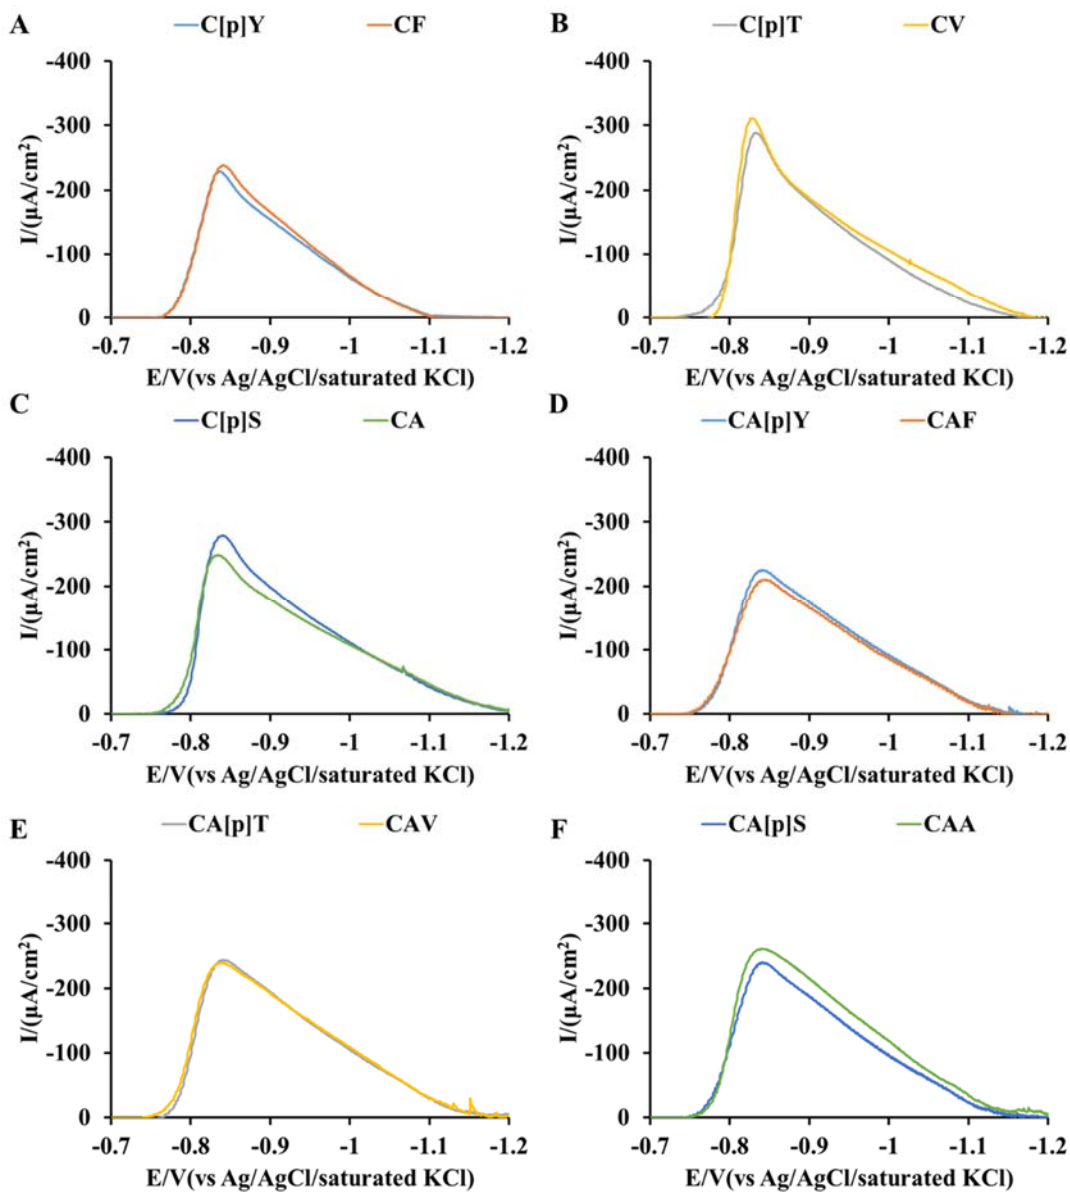 A
C[p]Y CF
-400
-300
-200
-100
0
I/(μA/cm²)
-0.7 -0.8 -0.9 -1 -1.1 -1.2
E/V(vs Ag/AgCl/saturated KCl)
B
C[p]T CV
-400
-300
-200
-100
0
I/(μA/cm²)
-0.7 -0.8 -0.9 -1 -1.1 -1.2
E/V(vs Ag/AgCl/saturated KCl)
C
C[p]S CA
-400
-300
-200
-100
0
I/(μA/cm²)
-0.7 -0.8 -0.9 -1 -1.1 -1.2
E/V(vs Ag/AgCl/saturated KCl)
D
CA[p]Y CAF
-400
-300
-200
-100
0
I/(μA/cm²)
-0.7 -0.8 -0.9 -1 -1.1 -1.2
E/V(vs Ag/AgCl/saturated KCl)
E
CA[p]T CAV
-400
-300
-200
-100
0
I/(μA/cm²)
-0.7 -0.8 -0.9 -1 -1.1 -1.2
E/V(vs Ag/AgCl/saturated KCl)
F
CA[p]S CAA
-400
-300
-200
-100
0
I/(μA/cm²)
-0.7 -0.8 -0.9 -1 -1.1 -1.2
E/V(vs Ag/AgCl/saturated KCl)